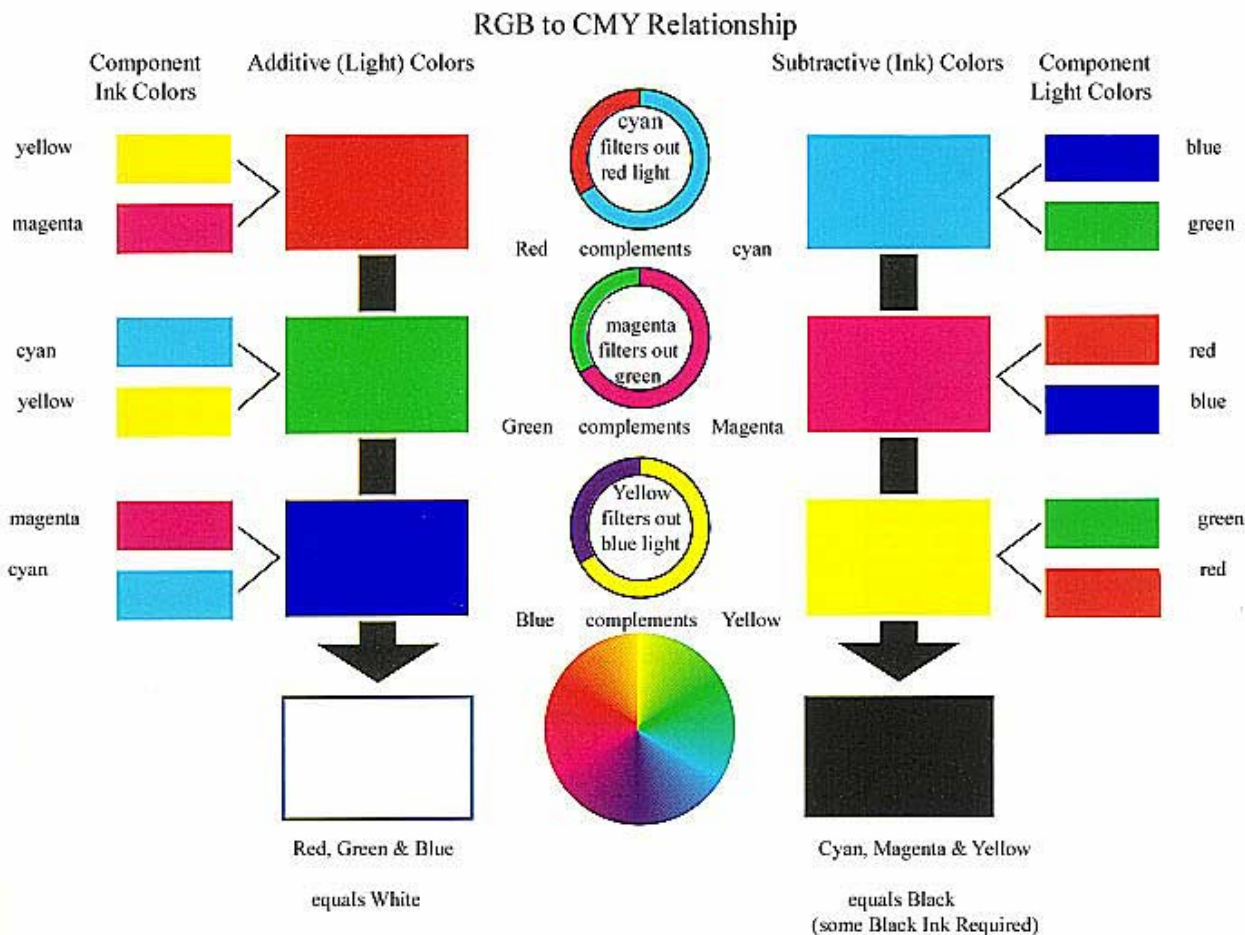 RGB to CMY Relationship
Component
Ink Colors
Additive (Light) Colors
Subtractive (Ink) Colors
Component
Light Colors
yellow
magenta
cyan
filters out
red light
blue
green
Red complements cyan
cyan
yellow
magenta
filters out
green
red
blue
Green complements Magenta
magenta
cyan
Yellow
filters out
blue light
green
red
Blue complements Yellow
Red, Green & Blue
equals White
Cyan, Magenta & Yellow
equals Black
(some Black Ink Required)